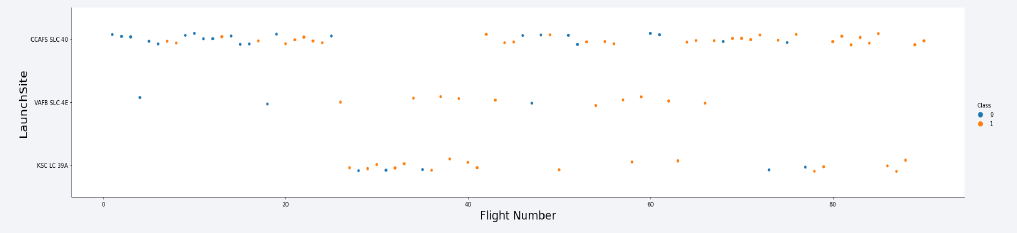 CCAFS SLC 40
VAFB SLC 4E
KSC LC 39A
LaunchSite
0 20 40 60 80
Flight Number
Class
0
1